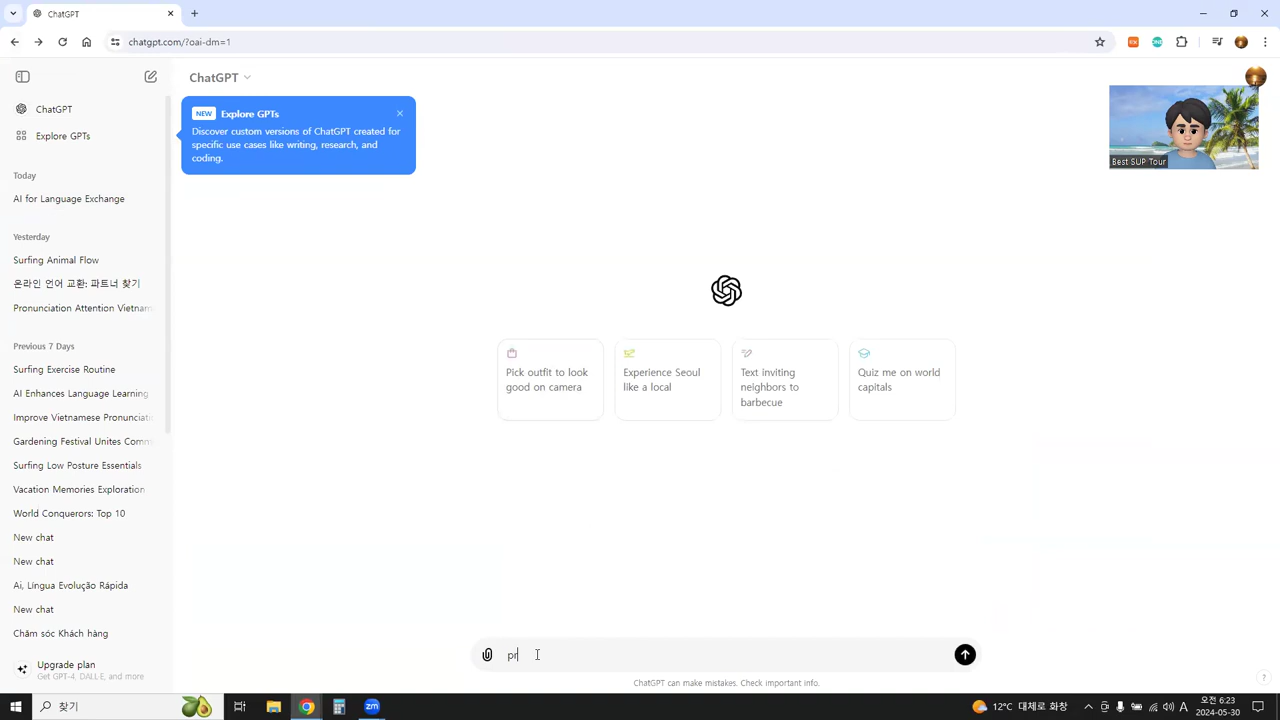 ChatGPT
chatgpt.com/?oai-dm=1
ChatGPT
ChatGPT
Explore GPTs
NEW Explore GPTs
Discover custom versions of ChatGPT created for
specific use cases like writing, research, and
coding.
Best SUP Tour
Today
AI for Language Exchange
Yesterday
Surfing Animal Flow
온라인 언어 교환: 파트너 찾기
Pronunciation Attention Vietnam
Previous 7 Days
Surfing Exercise Routine
AI Enhances Language Learning
Improve Vietnamese Pronunciatio
Gardening Festival Unites Comm
Surfing Low Posture Essentials
Vacation Memories Exploration
World Conquerors: Top 10
New chat
New chat
Ai, Língua Evolução Rápida
New chat
Chăm sóc Khách hàng
Upgrade plan
Get GPT-4, DALL·E, and more
Pick outfit to look
good on camera
Experience Seoul
like a local
Text inviting
neighbors to
barbecue
Quiz me on world
capitals
pr
ChatGPT can make mistakes. Check important info.
?
찾기
12°C 대체로 화창
A
오전 6:23
2024-05-30